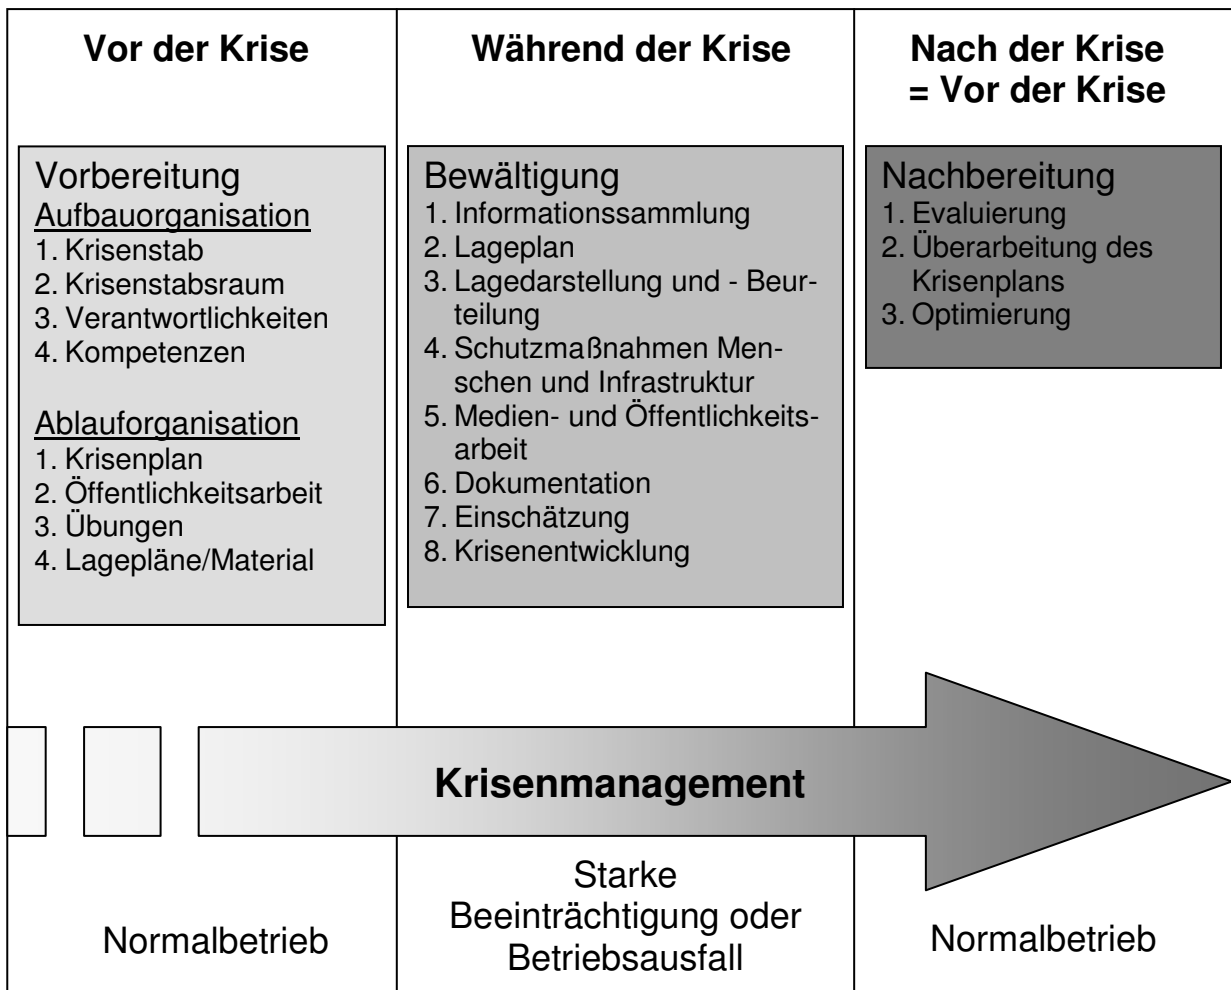 Vor der Krise
Während der Krise
Nach der Krise
= Vor der Krise
Vorbereitung
Aufbauorganisation
1. Krisenstab
2. Krisenstabsraum
3. Verantwortlichkeiten
4. Kompetenzen
Ablauforganisation
1. Krisenplan
2. Öffentlichkeitsarbeit
3. Übungen
4. Lagepläne/Material
Bewältigung
1. Informationssammlung
2. Lageplan
3. Lagedarstellung und - Beur-
teilung
4. Schutzmaßnahmen Men-
schen und Infrastruktur
5. Medien- und Öffentlichkeits-
arbeit
6. Dokumentation
7. Einschätzung
8. Krisenentwicklung
Nachbereitung
1. Evaluierung
2. Überarbeitung des
Krisenplans
3. Optimierung
Krisenmanagement
Normalbetrieb
Starke
Beeinträchtigung oder
Betriebsausfall
Normalbetrieb